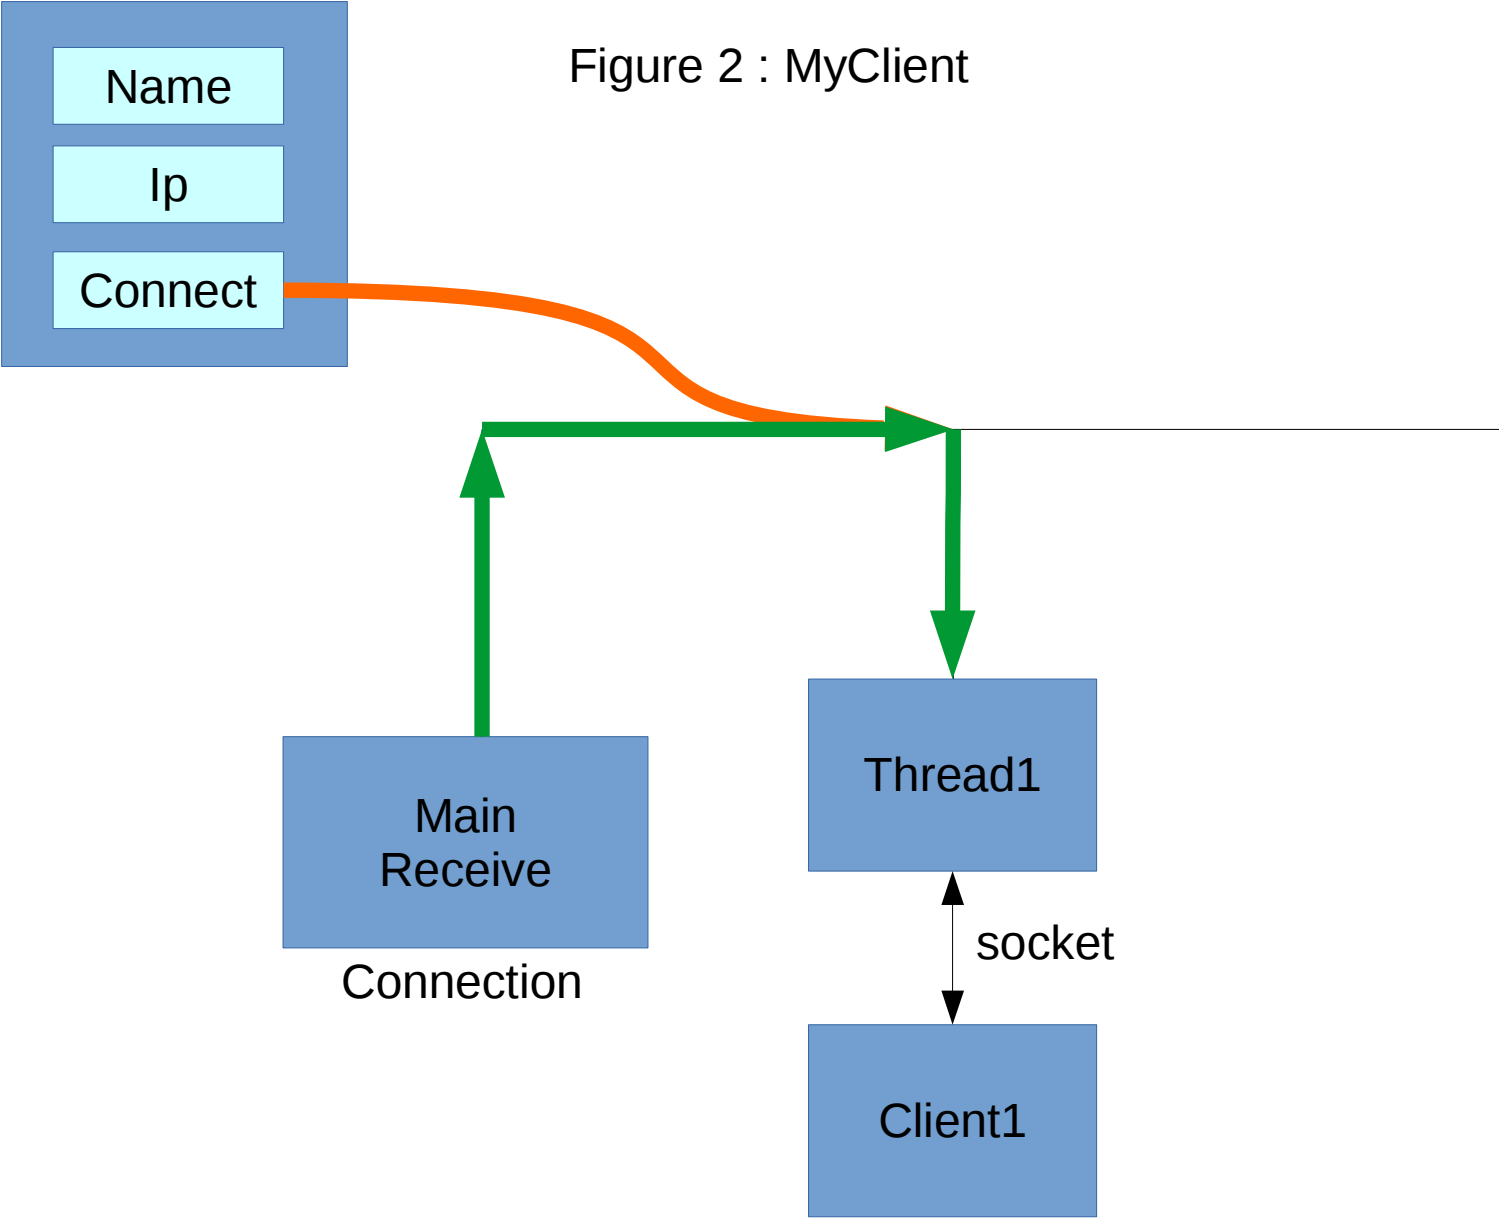 Figure 2 : MyClient
Name
Ip
Connect
Main
Receive
Connection
Thread1
socket
Client1